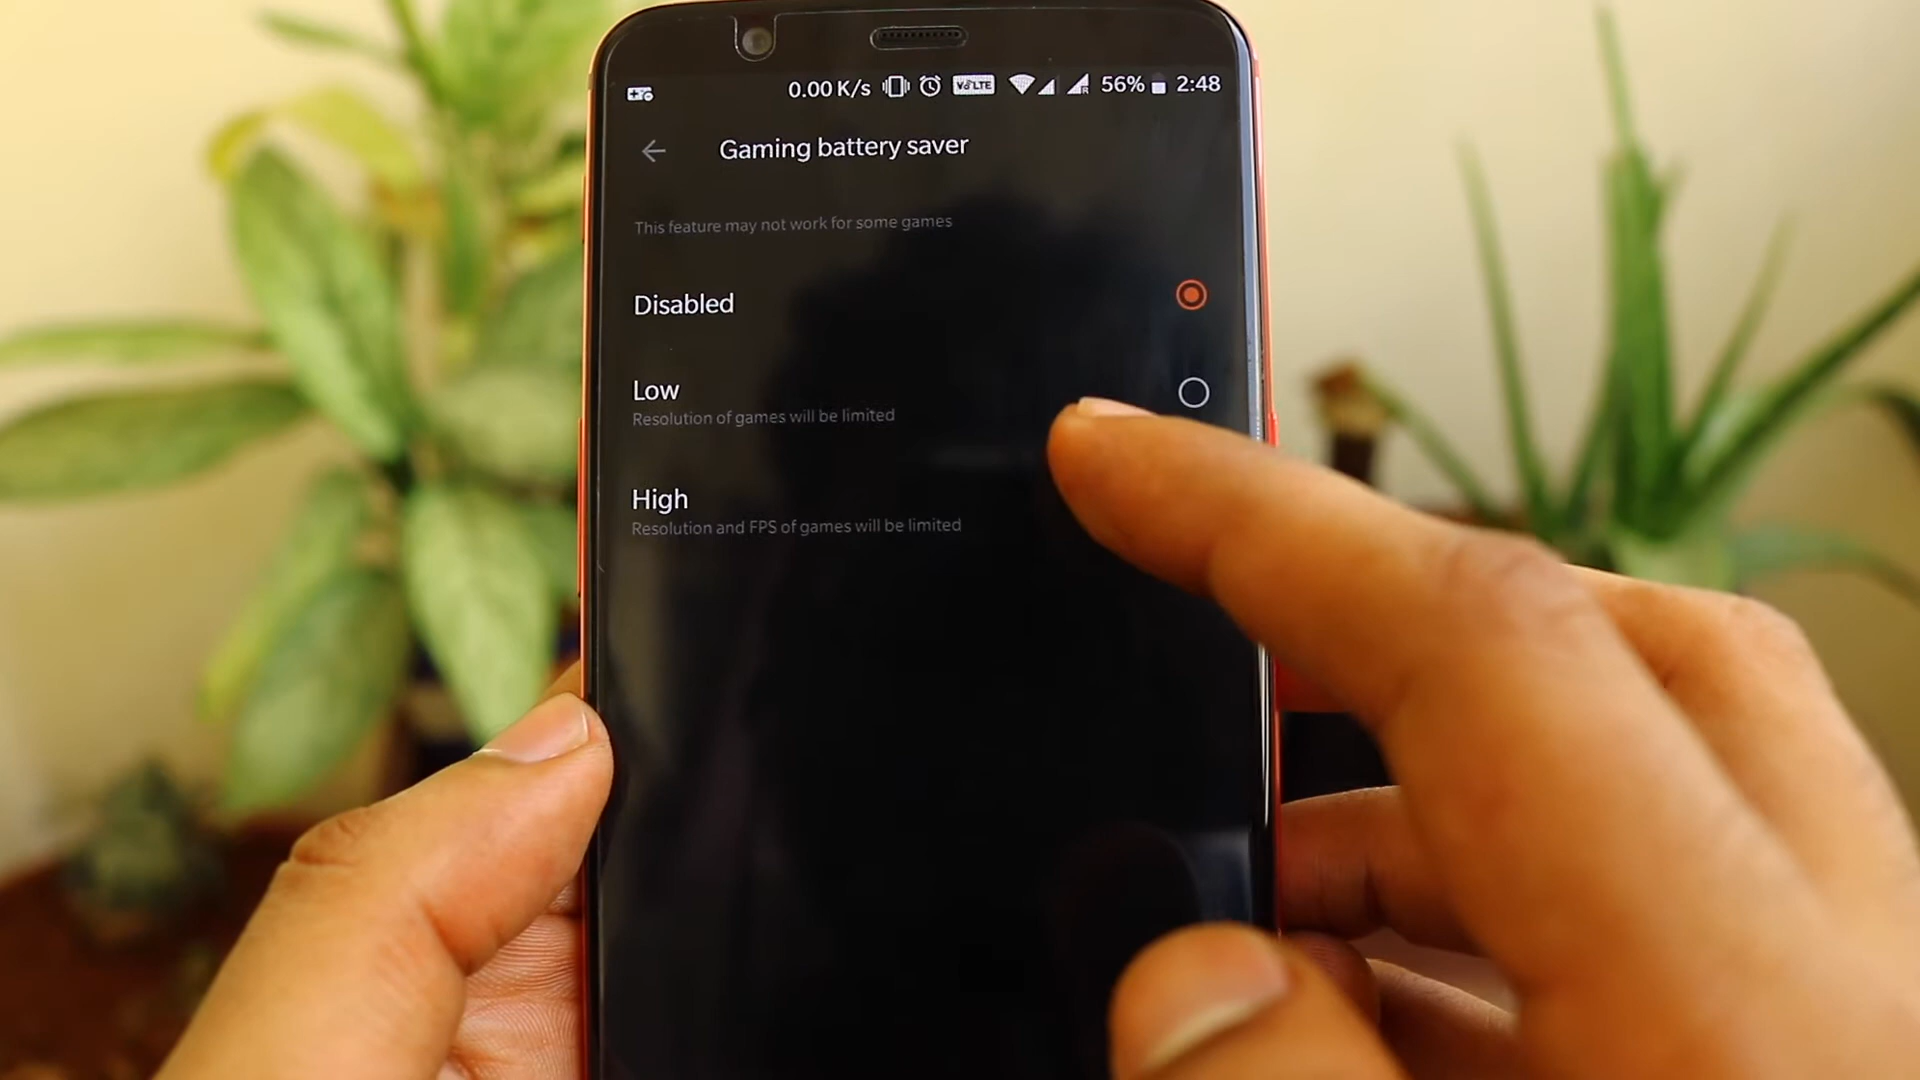 0.00 K/s VoLTE R 56% 2:48
Gaming battery saver
This feature may not work for some games
Disabled
Low
Resolution of games will be limited
High
Resolution and FPS of games will be limited